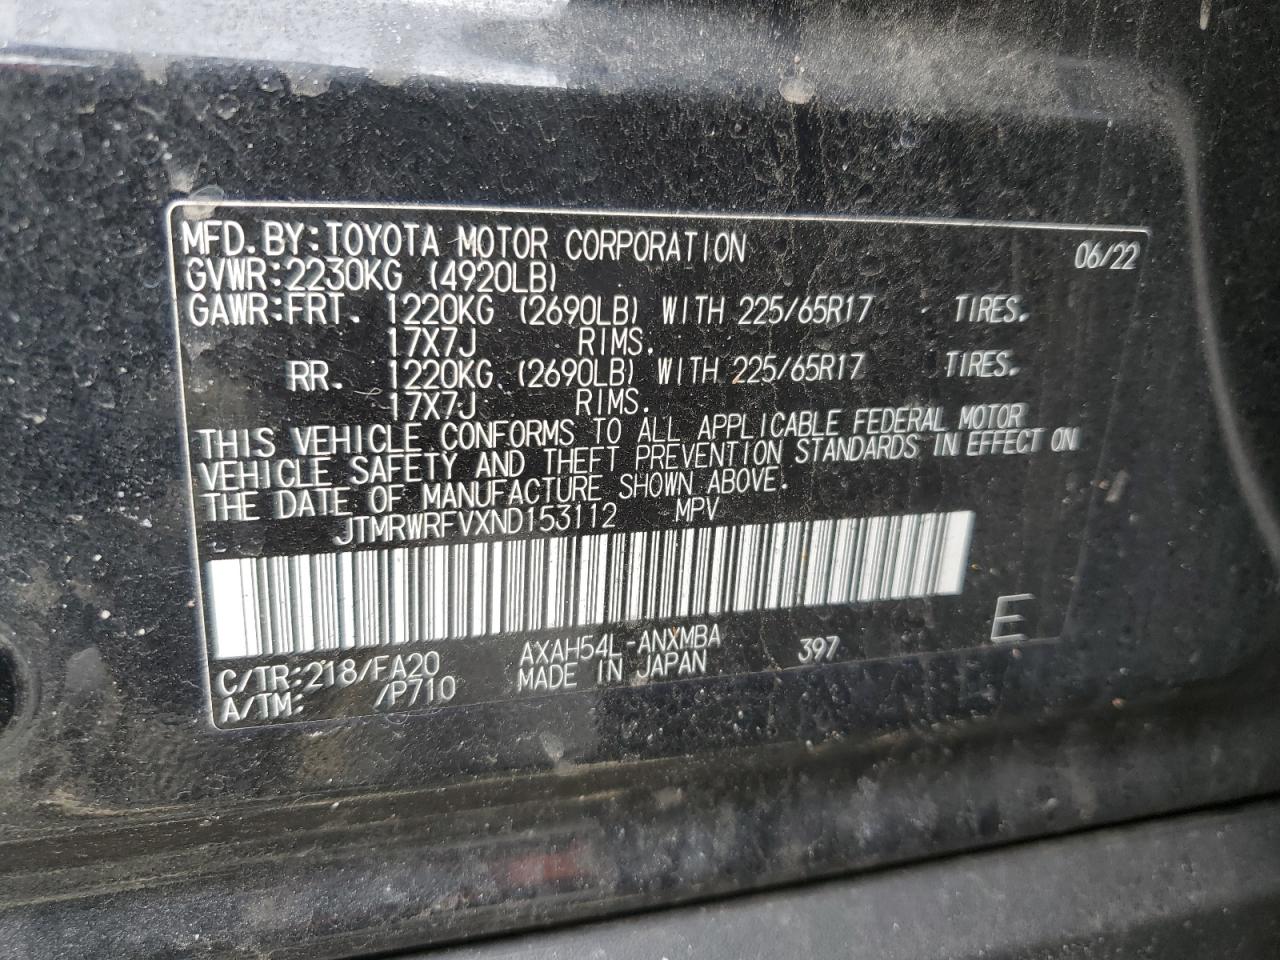 MFD.BY:TOYOTA MOTOR CORPORATION 06/22
GVWR:2230KG (4920LB)
GAWR:FRT. 1220KG (2690LB) WITH 225/65R17 TIRES.
17X7J RIMS.
RR. 1220KG (2690LB) WITH 225/65R17 TIRES.
17X7J RIMS.
THIS VEHICLE CONFORMS TO ALL APPLICABLE FEDERAL MOTOR
VEHICLE SAFETY AND THEFT PREVENTION STANDARDS IN EFFECT ON
THE DATE OF MANUFACTURE SHOWN ABOVE.
JTMRWRFVXND153112 MPV
C/TR:218/FA20 AXAH54L-ANXMBA 397 E
A/TM: /P710 MADE IN JAPAN